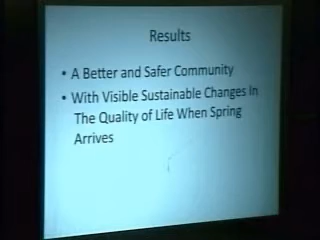 Results
• A Better and Safer Community
• With Visible Sustainable Changes In
The Quality of Life When Spring
Arrives